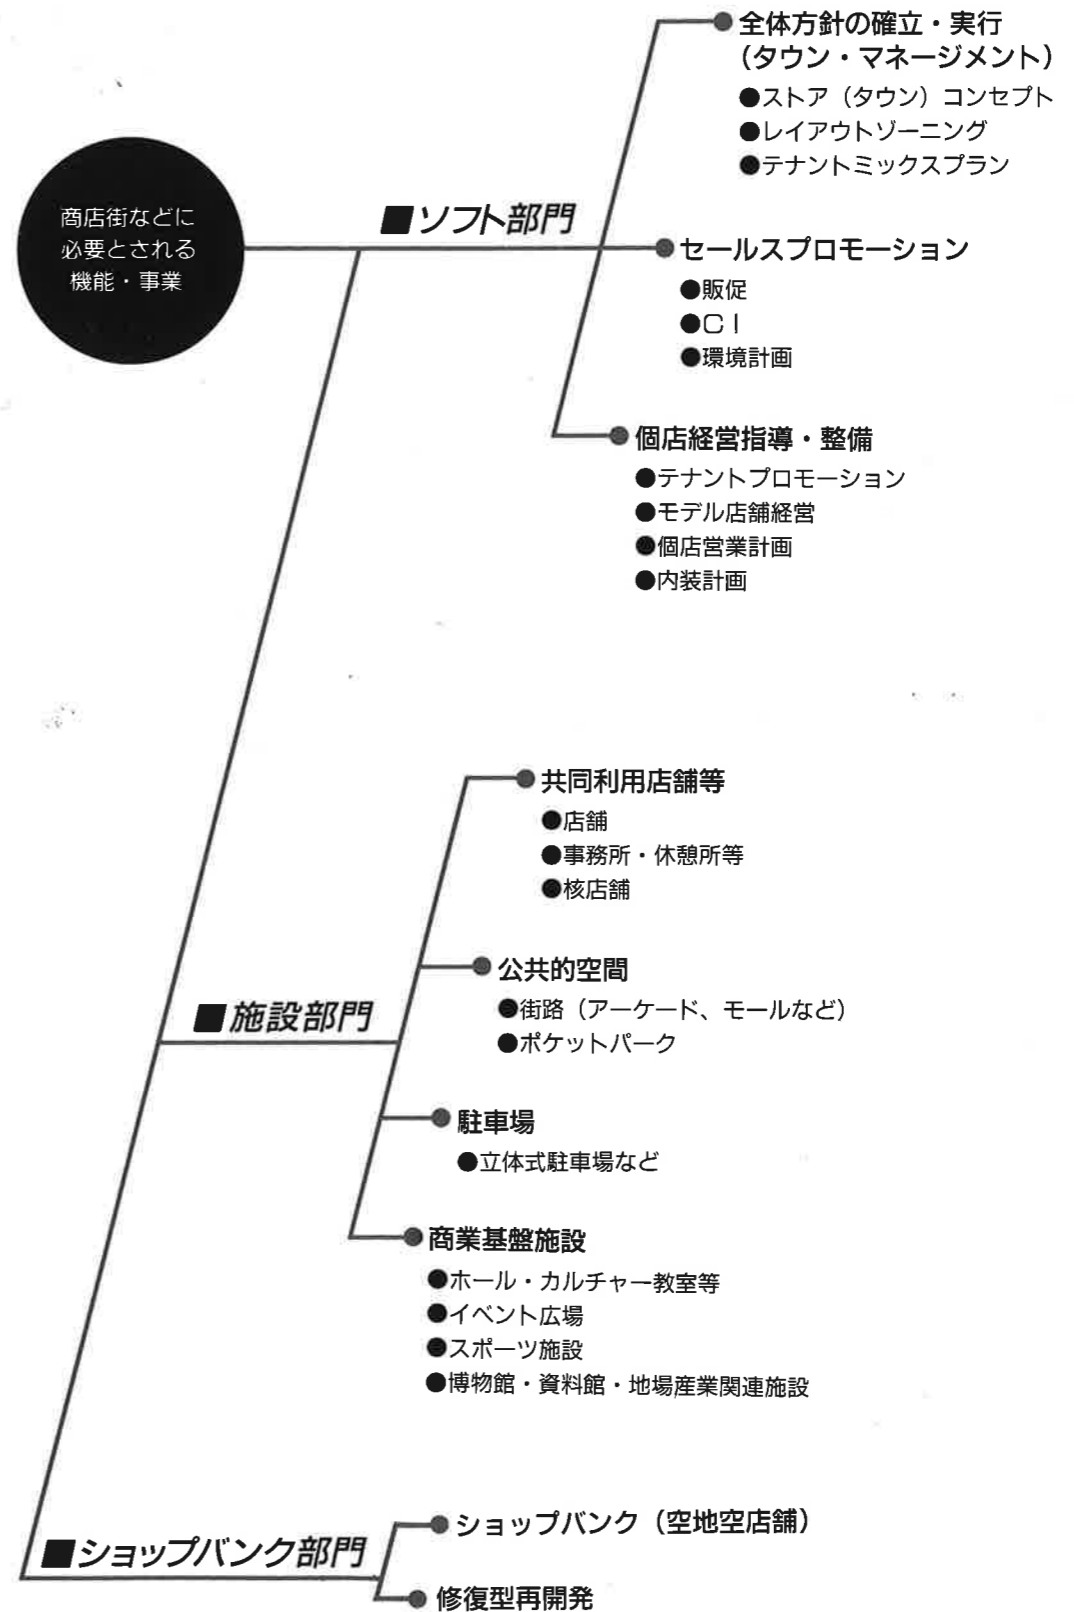 商店街などに
必要とされる
機能・事業
■ソフト部門
●全体方針の確立・実行
(タウン・マネージメント)
●ストア（タウン）コンセプト
●レイアウトゾーニング
●テナントミックスプラン
●セールスプロモーション
●販促
●CI
●環境計画
●個店経営指導・整備
●テナントプロモーション
●モデル店舗経営
●個店営業計画
●内装計画
■施設部門
●共同利用店舗等
●店舗
●事務所・休憩所等
●核店舗
●公共的空間
●街路（アーケード、モールなど）
●ポケットパーク
●駐車場
●立体式駐車場など
●商業基盤施設
●ホール・カルチャー教室等
●イベント広場
●スポーツ施設
●博物館・資料館・地場産業関連施設
■ショップバンク部門
●ショップバンク（空地空店舗）
●修復型再開発